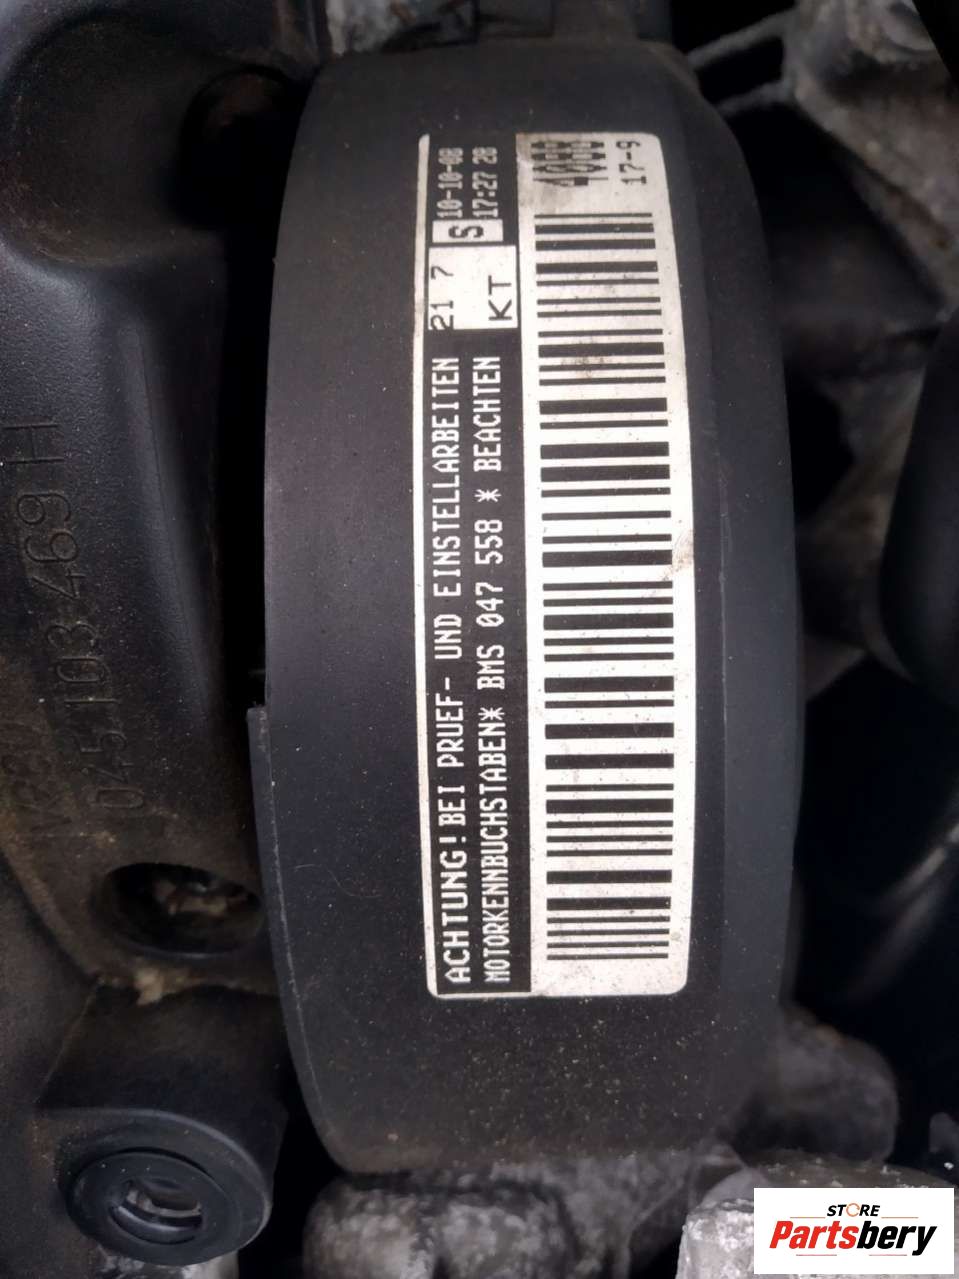 10-10-08
S 17:27 28
ACHTUNG! BEI PRUEF- UND EINSTELLARBEITEN 21 7
MOTORKENNBUCHSTABEN* BMS 047 558 * BEACHTEN KT
17-9
045 103 469 H
STORE
Partsbery